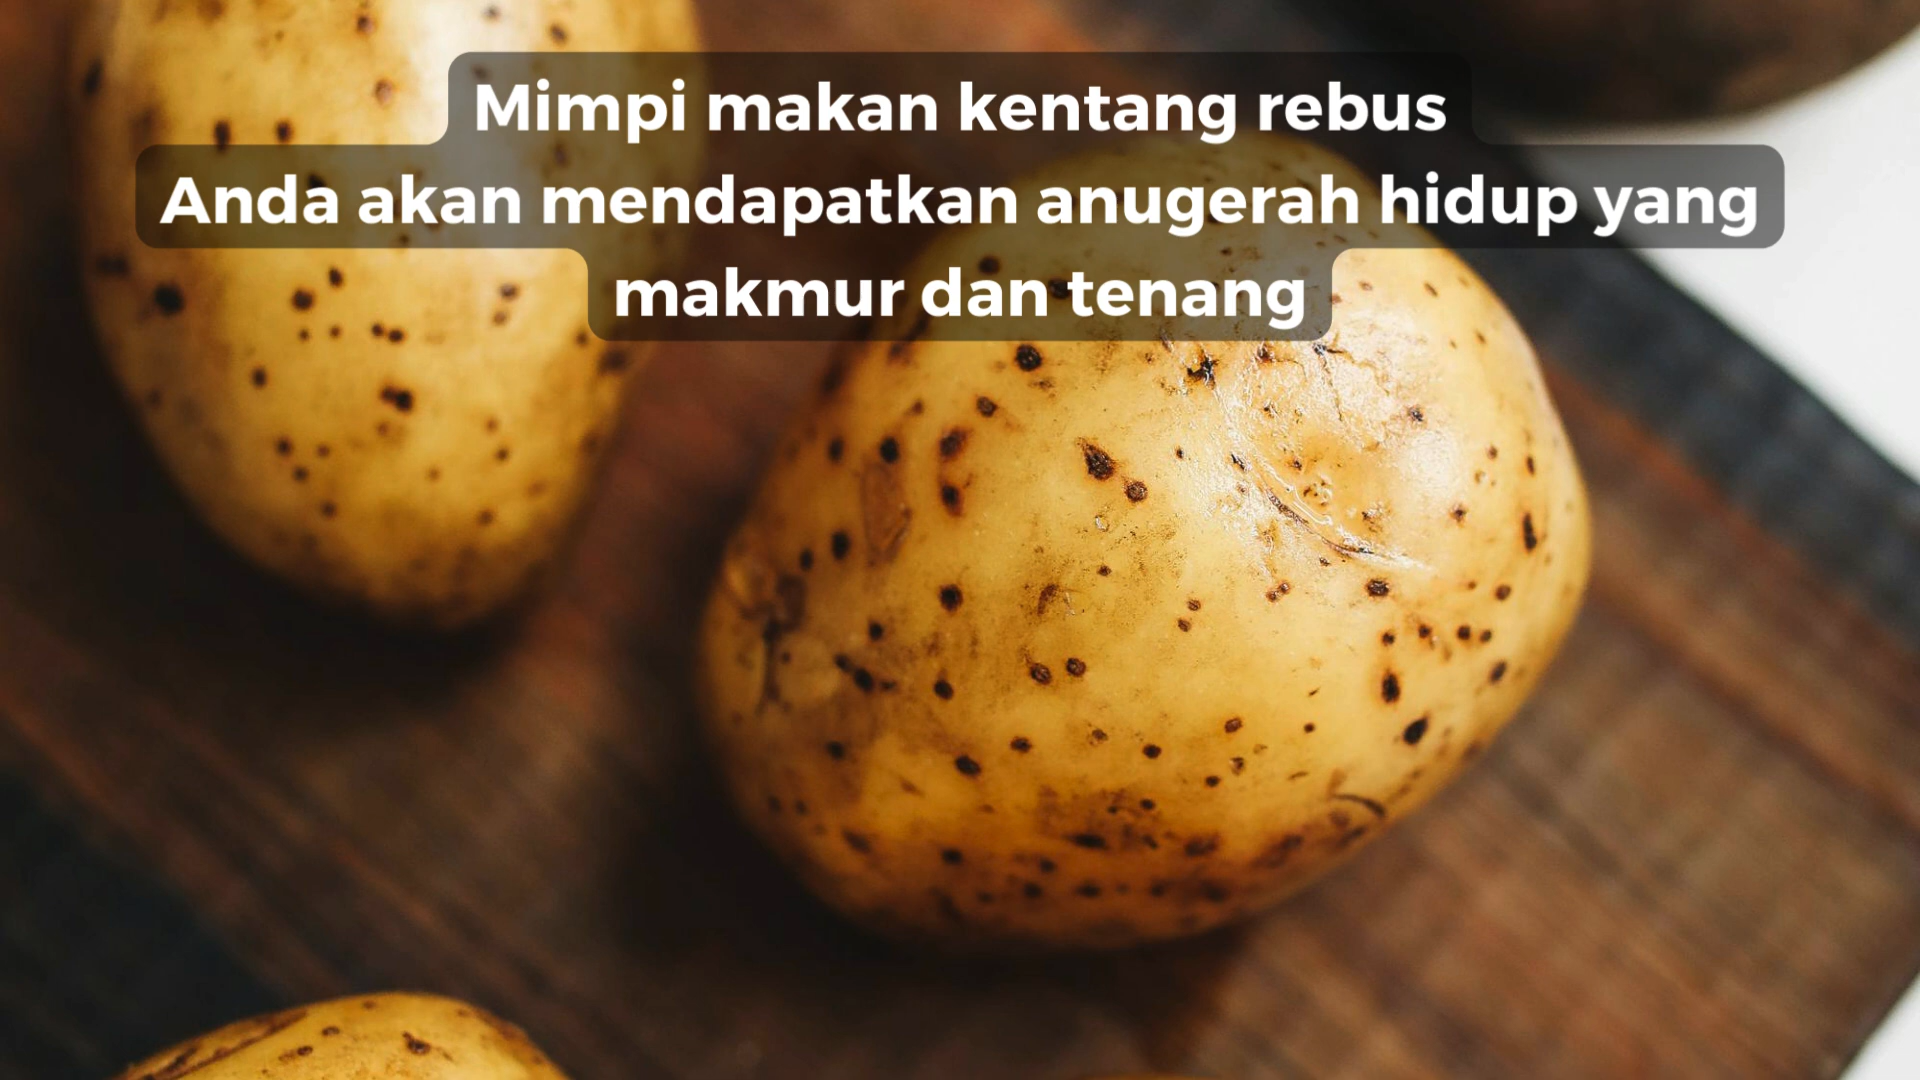 Mimpi makan kentang rebus
Anda akan mendapatkan anugerah hidup yang
makmur dan tenang